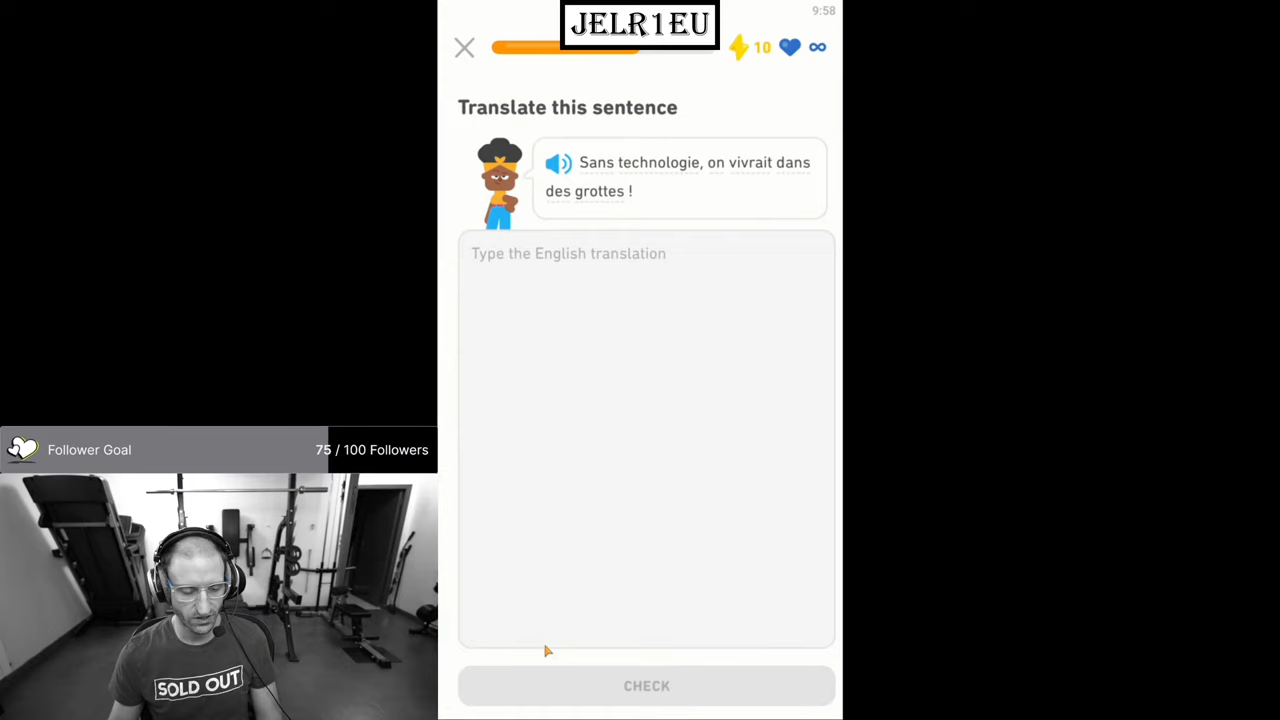 JELR1EU
9:58
10
∞
Translate this sentence
Sans technologie, on vivrait dans
des grottes !
Type the English translation
Follower Goal
75 / 100 Followers
SOLD OUT
CHECK